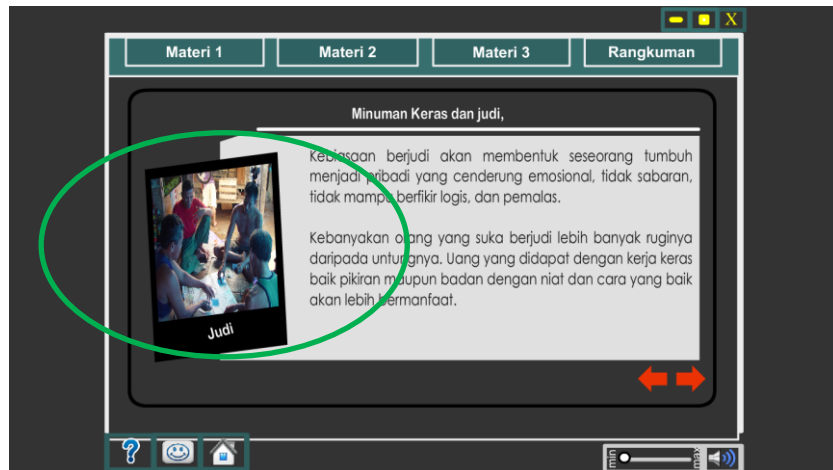 X
Materi 1 Materi 2 Materi 3 Rangkuman
Minuman Keras dan judi,
Kebiasaan berjudi akan membentuk seseorang tumbuh
menjadi pribadi yang cenderung emosional, tidak sabaran,
tidak mampu berfikir logis, dan pemalas.
Kebanyakan orang yang suka berjudi lebih banyak ruginya
daripada untungnya. Uang yang didapat dengan kerja keras
baik pikiran maupun badan dengan niat dan cara yang baik
akan lebih bermanfaat.
Judi
?
min max